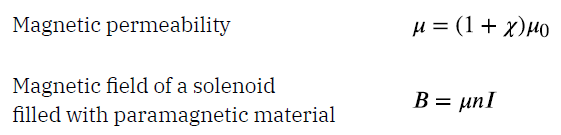 Magnetic permeability μ = (1 + χ)μ₀
Magnetic field of a solenoid
filled with paramagnetic material B = μnI